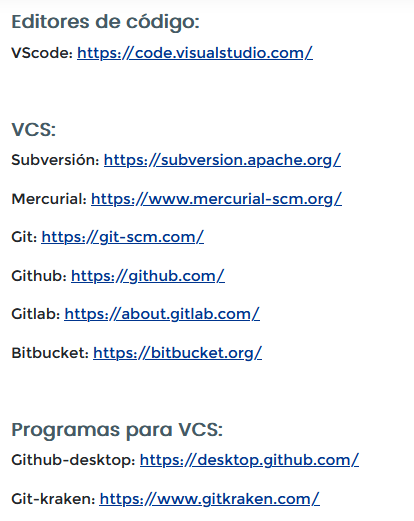 Editores de código:
VScode: https://code.visualstudio.com/
VCS:
Subversión: https://subversion.apache.org/
Mercurial: https://www.mercurial-scm.org/
Git: https://git-scm.com/
Github: https://github.com/
Gitlab: https://about.gitlab.com/
Bitbucket: https://bitbucket.org/
Programas para VCS:
Github-desktop: https://desktop.github.com/
Git-kraken: https://www.gitkraken.com/